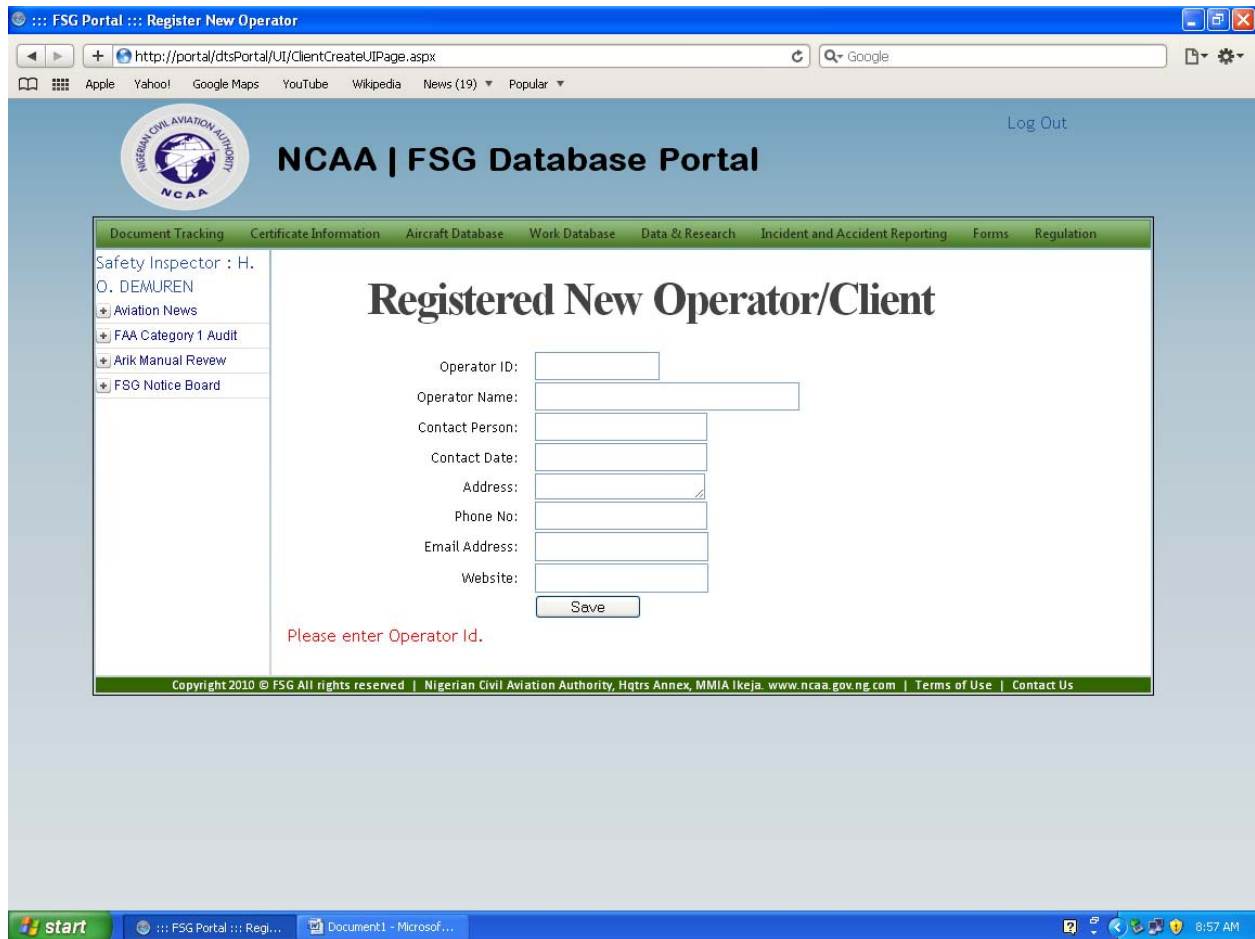 ::: FSG Portal ::: Register New Operator
http://portal/dtsPortal/UI/ClientCreateUIPage.aspx
Google
Apple Yahoo! Google Maps YouTube Wikipedia News (19) Popular
NIGERIAN CIVIL AVIATION AUTHORITY
NCAA
Log Out
NCAA | FSG Database Portal
Document Tracking Certificate Information Aircraft Database Work Database Data & Research Incident and Accident Reporting Forms Regulation
Safety Inspector : H.
O. DEMUREN
Aviation News
FAA Category 1 Audit
Arik Manual Revew
FSG Notice Board
Registered New Operator/Client
Operator ID:
Operator Name:
Contact Person:
Contact Date:
Address:
Phone No:
Email Address:
Website:
Save
Please enter Operator Id.
Copyright 2010 © FSG All rights reserved | Nigerian Civil Aviation Authority, Hqtrs Annex, MMIA Ikeja. www.ncaa.gov.ng.com | Terms of Use | Contact Us
start ::: FSG Portal ::: Regi... Document1 - Microsof... 8:57 AM